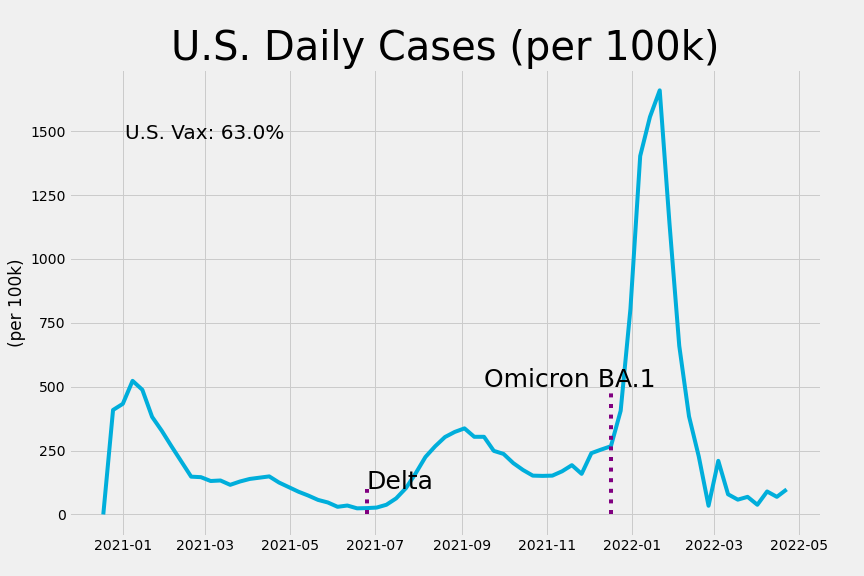 U.S. Daily Cases (per 100k)
1500
U.S. Vax: 63.0%
1250
1000
(per 100k)
750
500
Omicron BA.1
250
Delta
0
2021-01 2021-03 2021-05 2021-07 2021-09 2021-11 2022-01 2022-03 2022-05